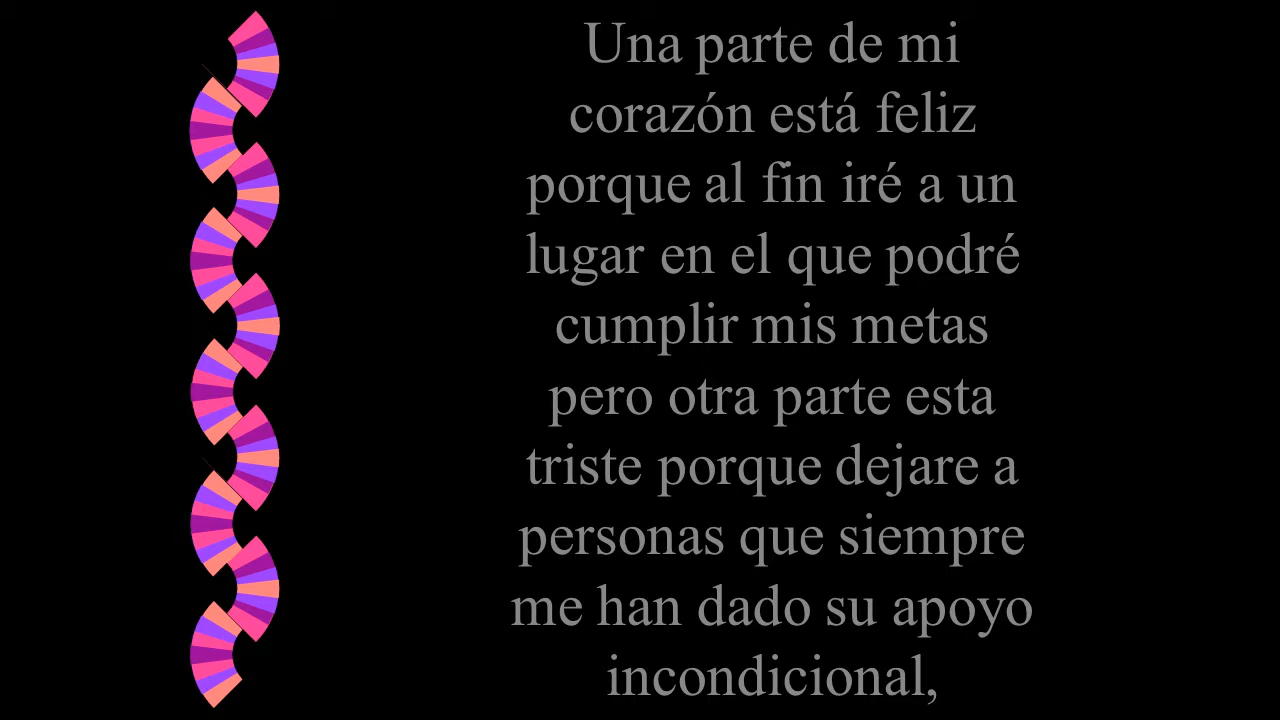 Una parte de mi
corazón está feliz
porque al fin iré a un
lugar en el que podré
cumplir mis metas
pero otra parte esta
triste porque dejare a
personas que siempre
me han dado su apoyo
incondicional,